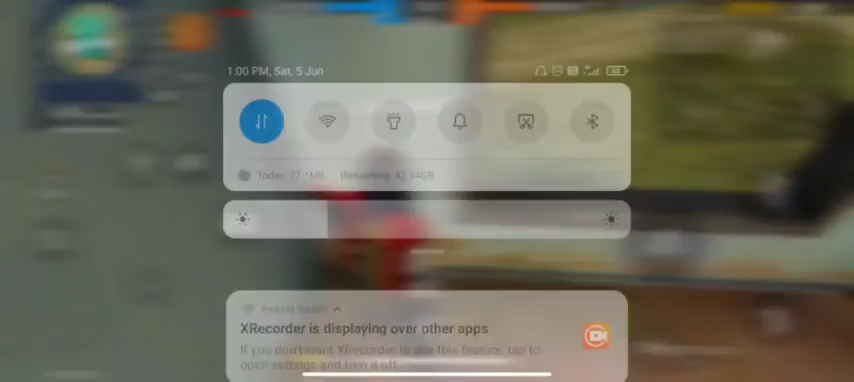 1:00 PM, Sat, 5 Jun
Today: 77.1MB Remaining: 42.44GB
Android System
XRecorder is displaying over other apps
If you don't want XRecorder to use this feature, tap to
open settings and turn it off.